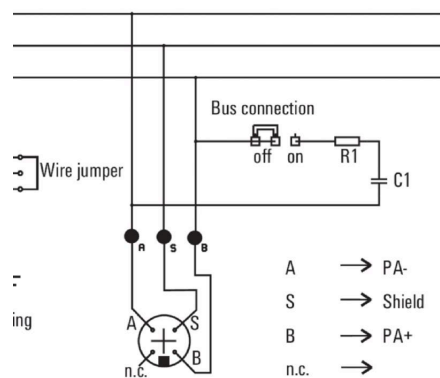 Bus connection
off on R1
Wire jumper
C1
A S B
A → PA-
S → Shield
ing
B → PA+
A S
B
n.c.
n.c. →